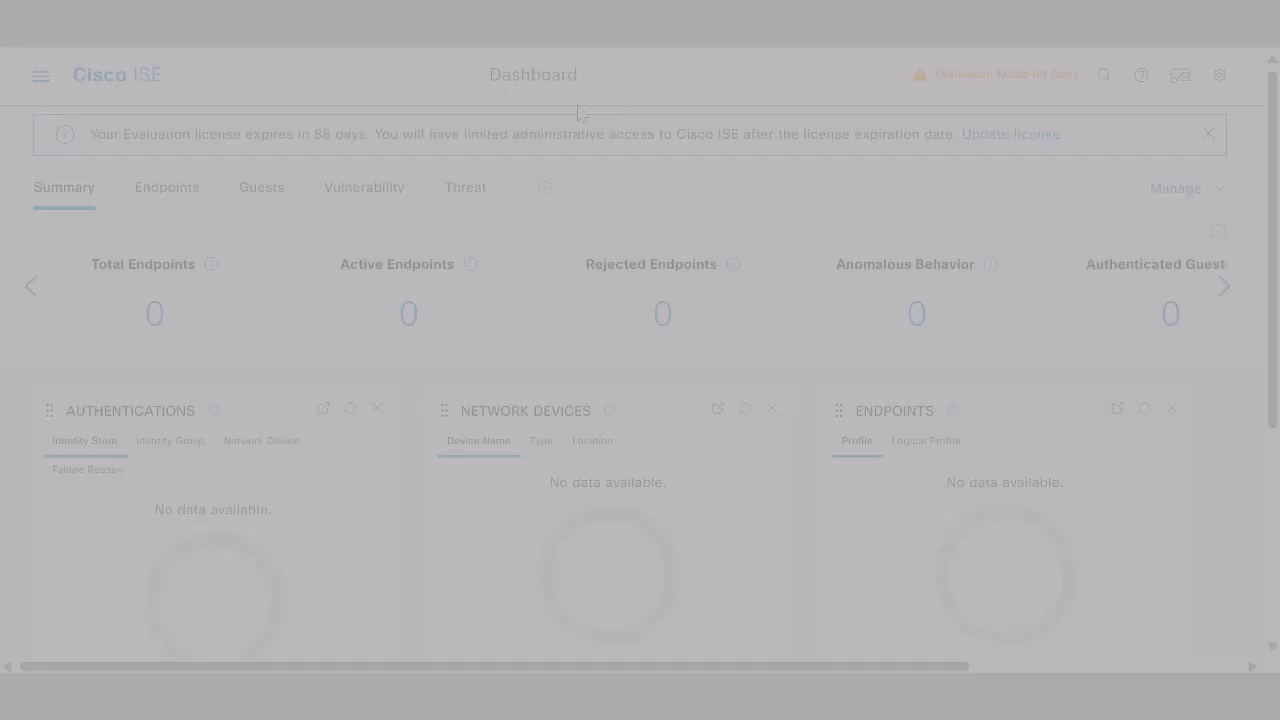 Cisco ISE
Dashboard
Evaluation Mode
Days
Your Evaluation license expires in 88 days. You will have limited administrative access to Cisco ISE after the license expiration date. Update license
Summary
Endpoints
Guests
Vulnerability
Threat
Manage
Total Endpoints
Active Endpoints
Rejected Endpoints
Anomalous Behavior
Authenticated Guest
0
0
0
0
0
AUTHENTICATIONS
Identity Store
Identity Group
Network Device
Failure Reason
No data available.
NETWORK DEVICES
Device Name
Type
Location
No data available.
ENDPOINTS
Profile
Logical Profile
No data available.